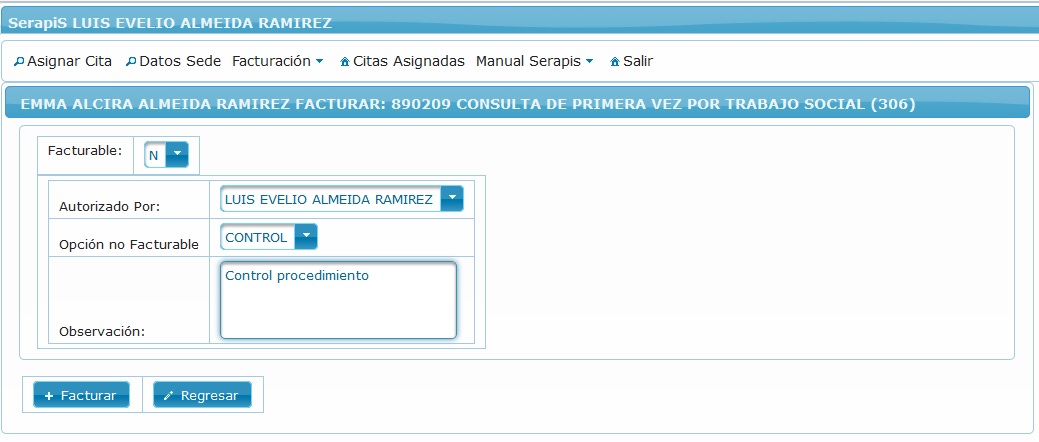 SerapiS LUIS EVELIO ALMEIDA RAMIREZ
Asignar Cita Datos Sede Facturación Citas Asignadas Manual Serapis Salir
EMMA ALCIRA ALMEIDA RAMIREZ FACTURAR: 890209 CONSULTA DE PRIMERA VEZ POR TRABAJO SOCIAL (306)
Facturable: N
Autorizado Por: LUIS EVELIO ALMEIDA RAMIREZ
Opción no Facturable CONTROL
Control procedimiento
Observación:
Facturar Regresar